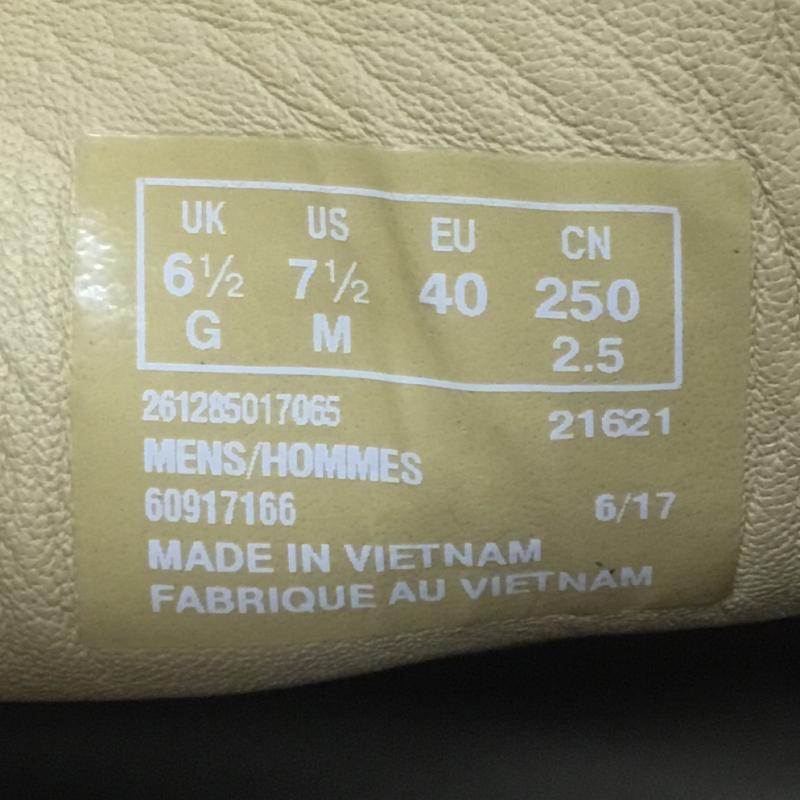 UK US EU CN
6½ 7½ 40 250
G M 2.5
261285017065 21621
MENS/HOMMES
60917166 6/17
MADE IN VIETNAM
FABRIQUE AU VIETNAM